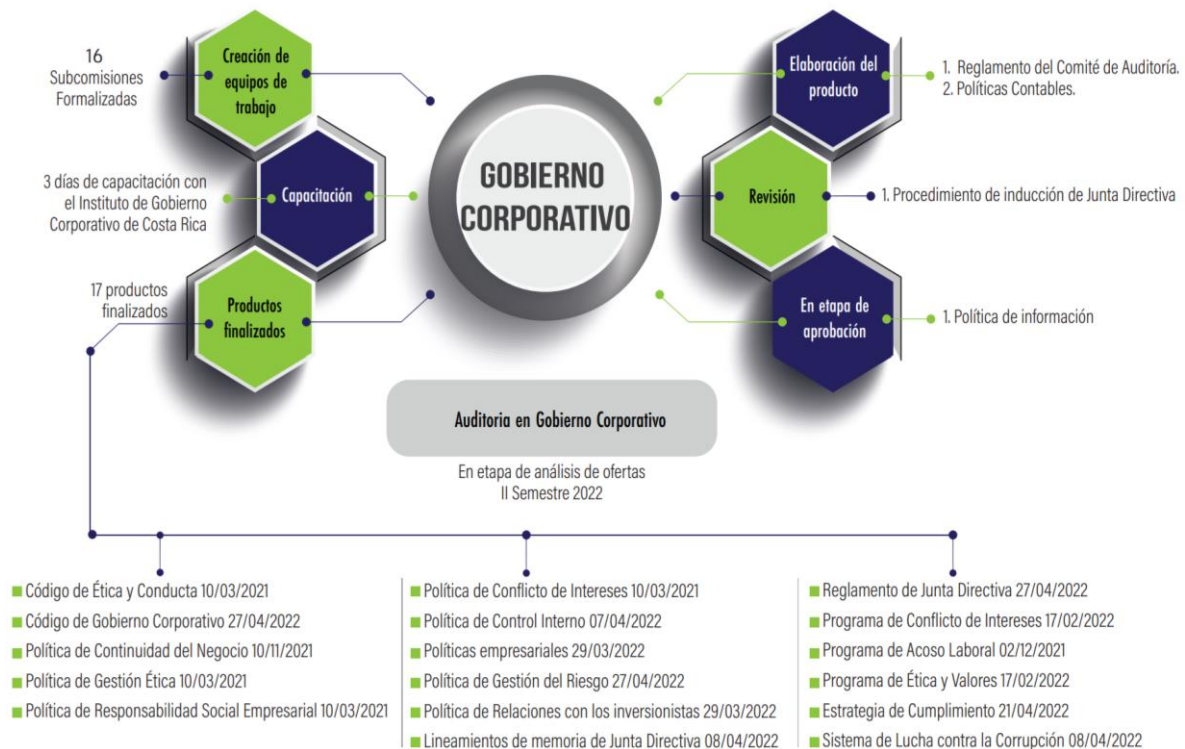 16
Subcomisiones
Formalizadas
Creación de
equipos de
trabajo
3 días de capacitación con
el Instituto de Gobierno
Corporativo de Costa Rica
Capacitación
17 productos
finalizados
Productos
finalizados
GOBIERNO
CORPORATIVO
Elaboración del
producto
1. Reglamento del Comité de Auditoría.
2. Políticas Contables.
Revisión
1. Procedimiento de inducción de Junta Directiva
En etapa de
aprobación
1. Política de información
Auditoria en Gobierno Corporativo
En etapa de análisis de ofertas
II Semestre 2022
Código de Ética y Conducta 10/03/2021
Código de Gobierno Corporativo 27/04/2022
Política de Continuidad del Negocio 10/11/2021
Política de Gestión Ética 10/03/2021
Política de Responsabilidad Social Empresarial 10/03/2021
Política de Conflicto de Intereses 10/03/2021
Política de Control Interno 07/04/2022
Políticas empresariales 29/03/2022
Política de Gestión del Riesgo 27/04/2022
Política de Relaciones con los inversionistas 29/03/2022
Lineamientos de memoria de Junta Directiva 08/04/2022
Reglamento de Junta Directiva 27/04/2022
Programa de Conflicto de Intereses 17/02/2022
Programa de Acoso Laboral 02/12/2021
Programa de Ética y Valores 17/02/2022
Estrategia de Cumplimiento 21/04/2022
Sistema de Lucha contra la Corrupción 08/04/2022